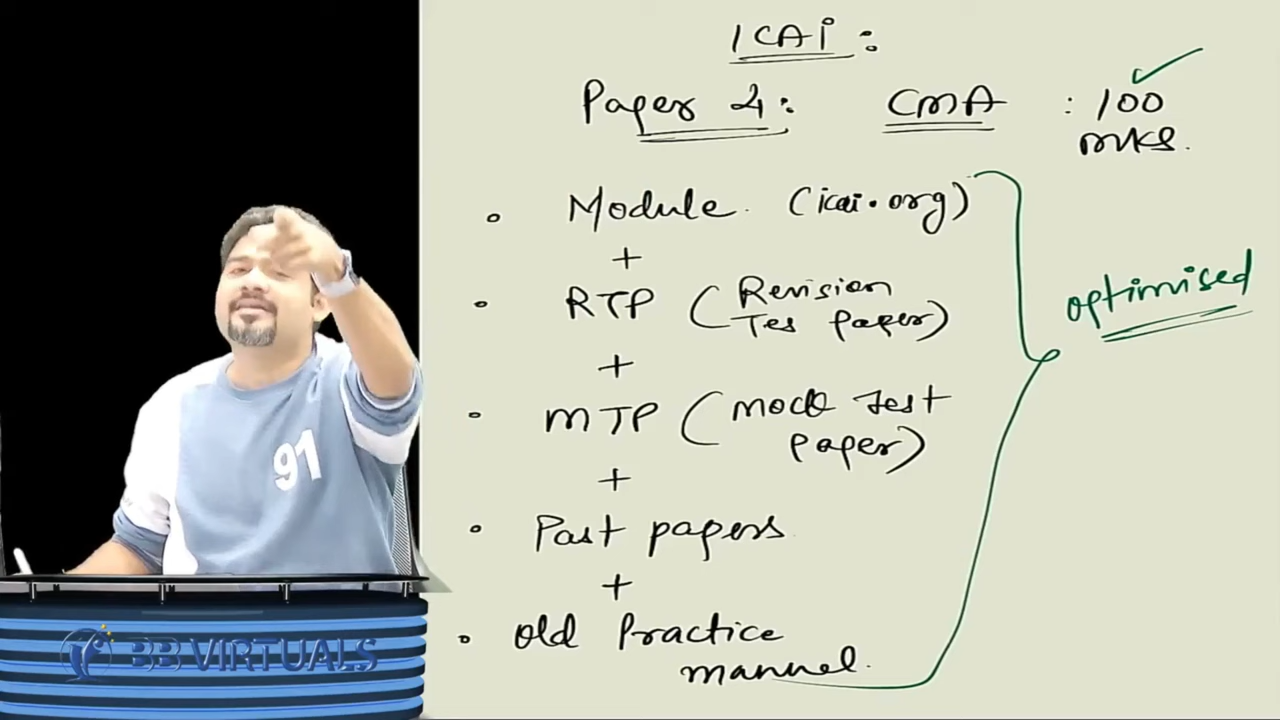 ICAI :
Paper 4: CMA : 100
mks.
Module. (icai.org)
+
RTP (Revision
Tes paper)
+
MTP (Mock Test
paper)
+
Past papers
+
Old Practice
manuel.
optimised
91
BB VIRTUALS